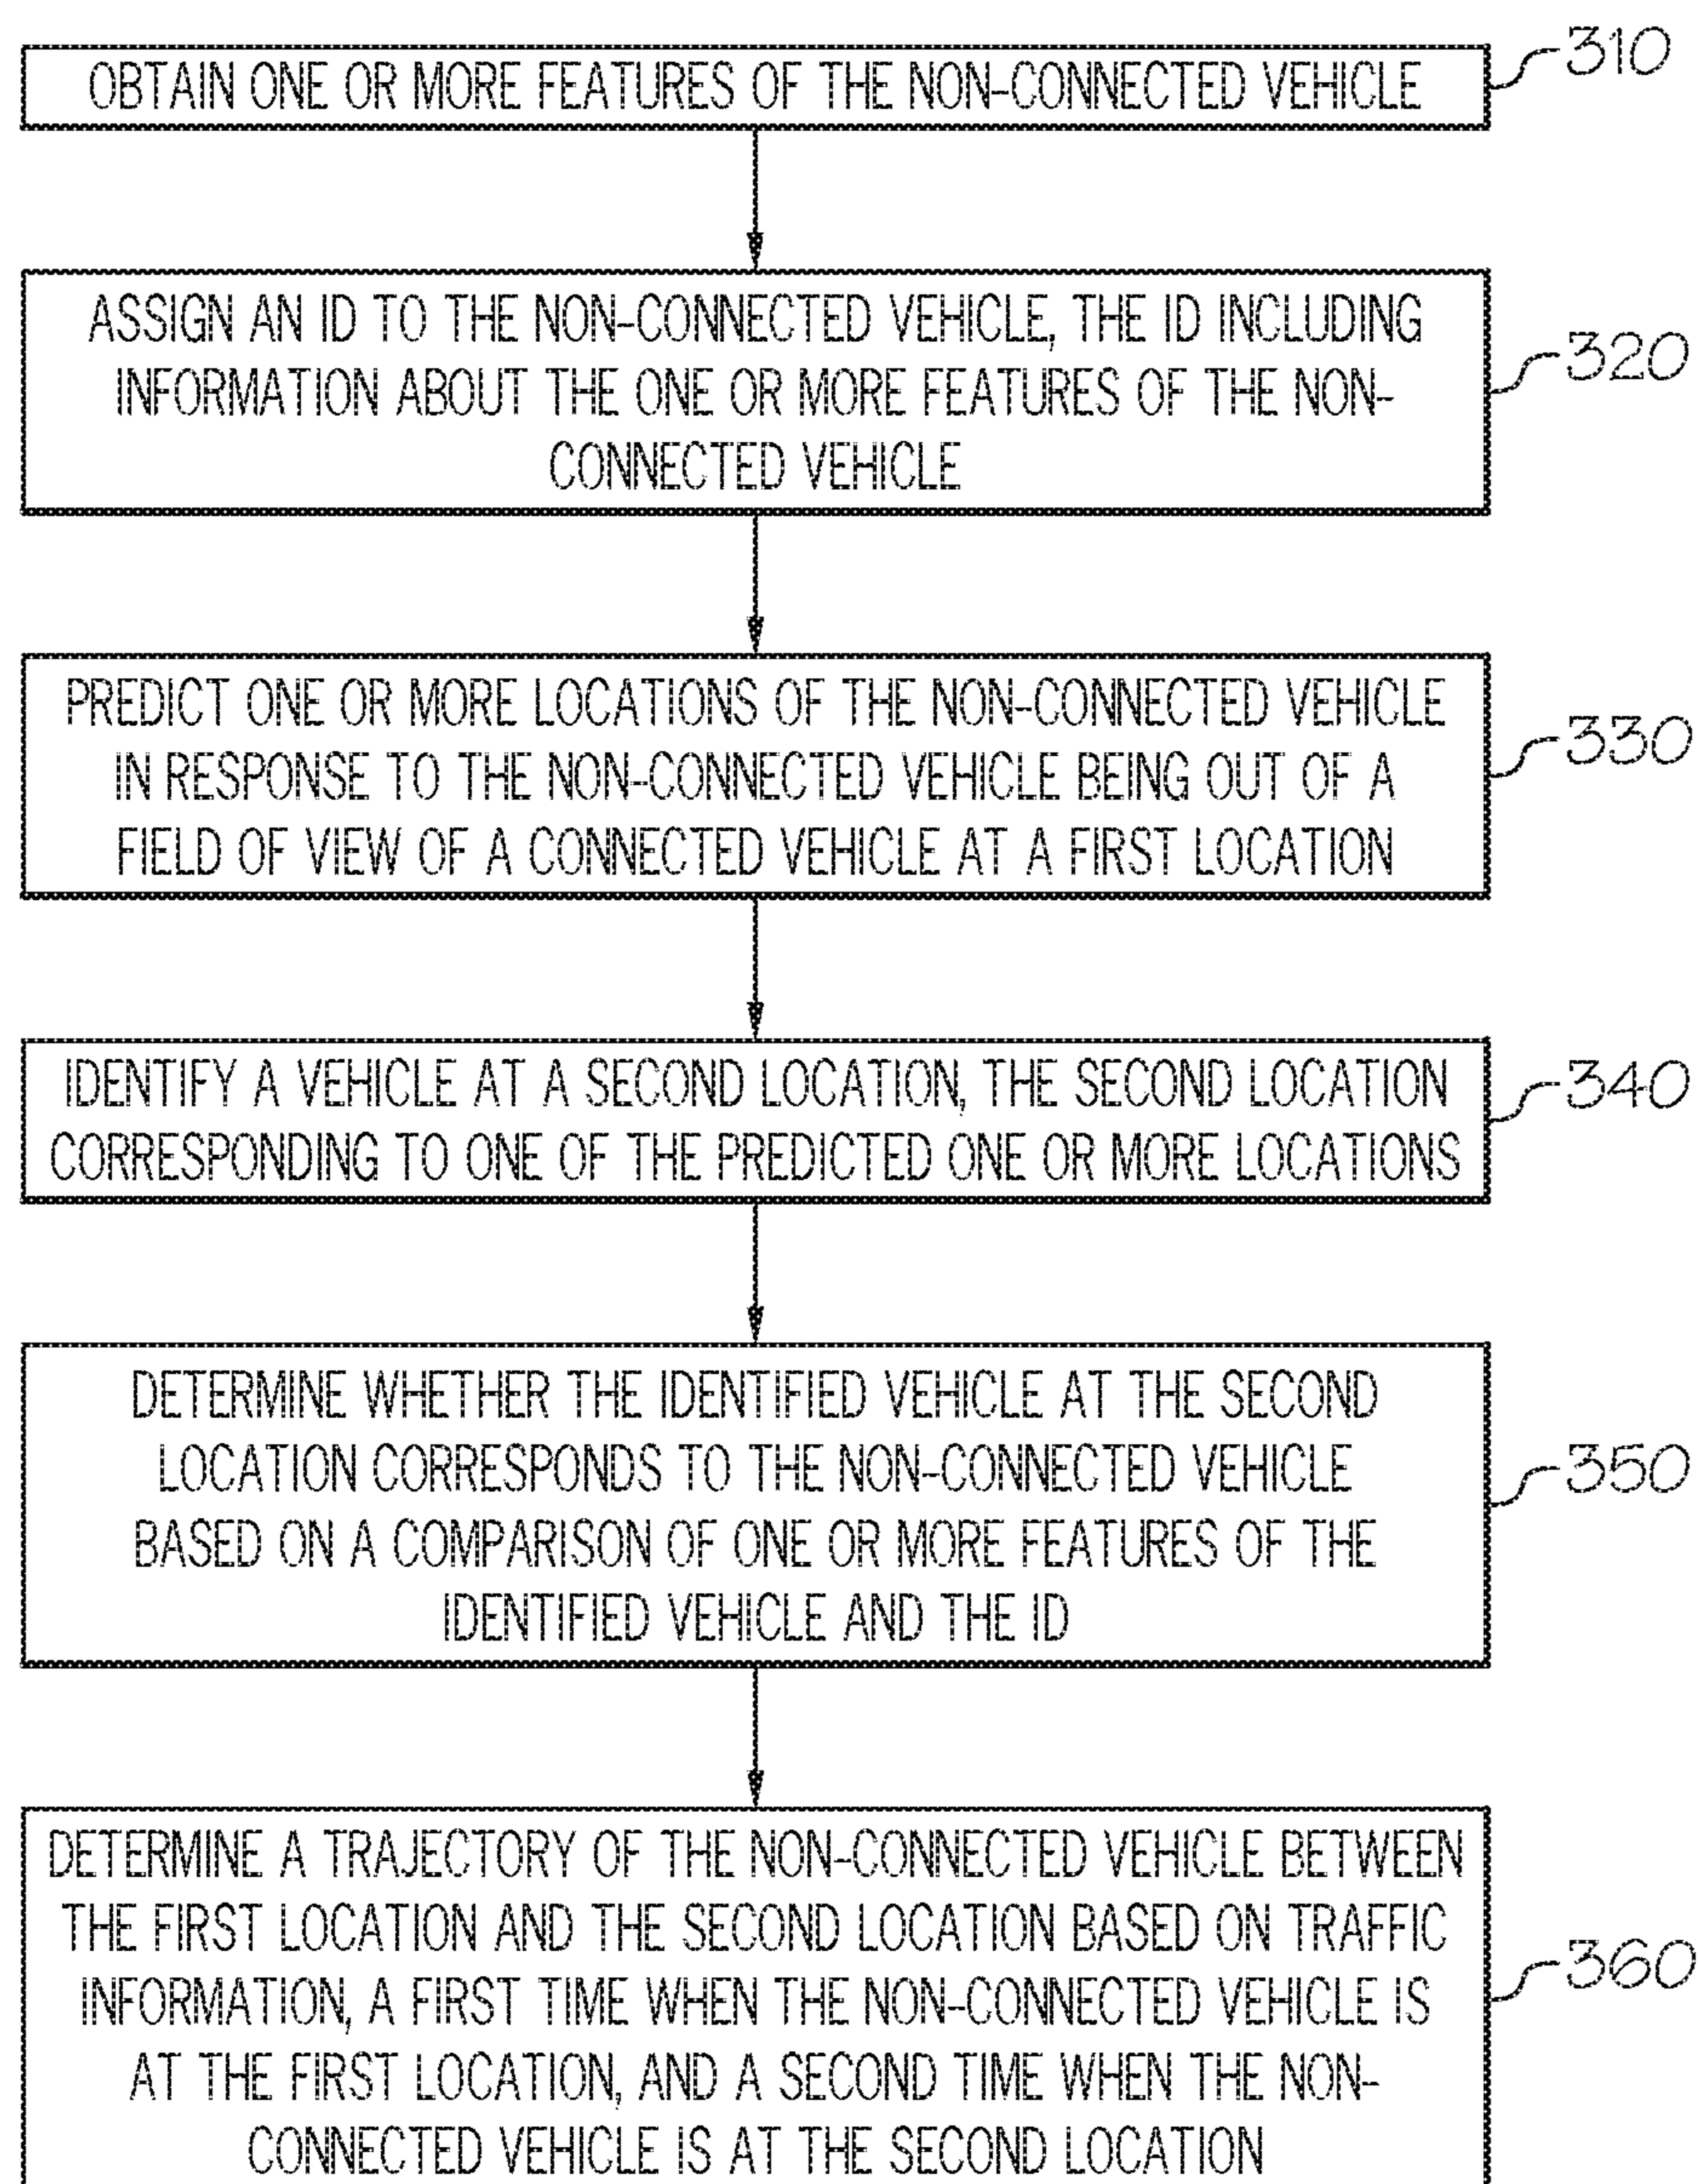 OBTAIN ONE OR MORE FEATURES OF THE NON-CONNECTED VEHICLE
310
ASSIGN AN ID TO THE NON-CONNECTED VEHICLE, THE ID INCLUDING
INFORMATION ABOUT THE ONE OR MORE FEATURES OF THE NON-
CONNECTED VEHICLE
320
PREDICT ONE OR MORE LOCATIONS OF THE NON-CONNECTED VEHICLE
IN RESPONSE TO THE NON-CONNECTED VEHICLE BEING OUT OF A
FIELD OF VIEW OF A CONNECTED VEHICLE AT A FIRST LOCATION
330
IDENTIFY A VEHICLE AT A SECOND LOCATION, THE SECOND LOCATION
CORRESPONDING TO ONE OF THE PREDICTED ONE OR MORE LOCATIONS
340
DETERMINE WHETHER THE IDENTIFIED VEHICLE AT THE SECOND
LOCATION CORRESPONDS TO THE NON-CONNECTED VEHICLE
BASED ON A COMPARISON OF ONE OR MORE FEATURES OF THE
IDENTIFIED VEHICLE AND THE ID
350
DETERMINE A TRAJECTORY OF THE NON-CONNECTED VEHICLE BETWEEN
THE FIRST LOCATION AND THE SECOND LOCATION BASED ON TRAFFIC
INFORMATION, A FIRST TIME WHEN THE NON-CONNECTED VEHICLE IS
AT THE FIRST LOCATION, AND A SECOND TIME WHEN THE NON-
CONNECTED VEHICLE IS AT THE SECOND LOCATION
360